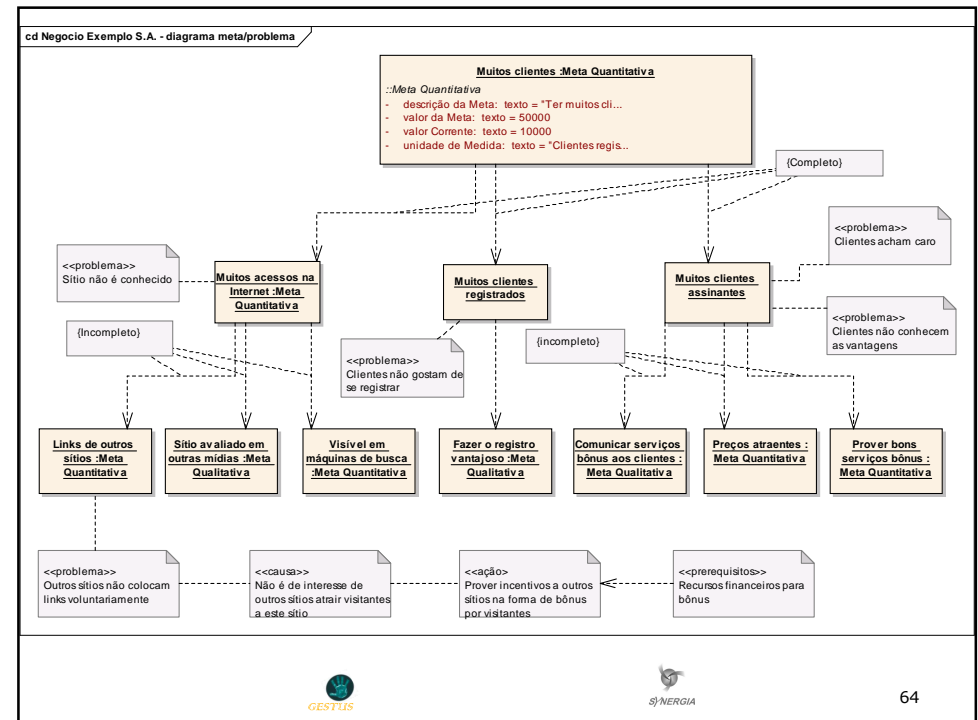 cd Negocio Exemplo S.A. - diagrama meta/problema
Muitos clientes :Meta Quantitativa
::Meta Quantitativa
- descrição da Meta: texto = "Ter muitos cli...
- valor da Meta: texto = 50000
- valor Corrente: texto = 10000
- unidade de Medida: texto = "Clientes regis...
{Completo}
<<problema>>
Sítio não é conhecido
Muitos acessos na
Internet :Meta
Quantitativa
Muitos clientes
registrados
Muitos clientes
assinantes
<<problema>>
Clientes acham caro
<<problema>>
Clientes não conhecem
as vantagens
{Incompleto}
<<problema>>
Clientes não gostam de
se registrar
{incompleto}
Links de outros
sítios :Meta
Quantitativa
Sítio avaliado em
outras mídias :Meta
Qualitativa
Visível em
máquinas de busca
:Meta Quantitativa
Fazer o registro
vantajoso :Meta
Qualitativa
Comunicar serviços
bônus aos clientes :
Meta Qualitativa
Preços atraentes :
Meta Quantitativa
Prover bons
serviços bônus :
Meta Quantitativa
<<problema>>
Outros sítios não colocam
links voluntariamente
<<causa>>
Não é de interesse de
outros sítios atrair visitantes
a este sítio
<<ação>
Prover incentivos a outros
sítios na forma de bônus
por visitantes
<<prerequisitos>>
Recursos financeiros para
bônus
GESTUS
SYNERGIA
64